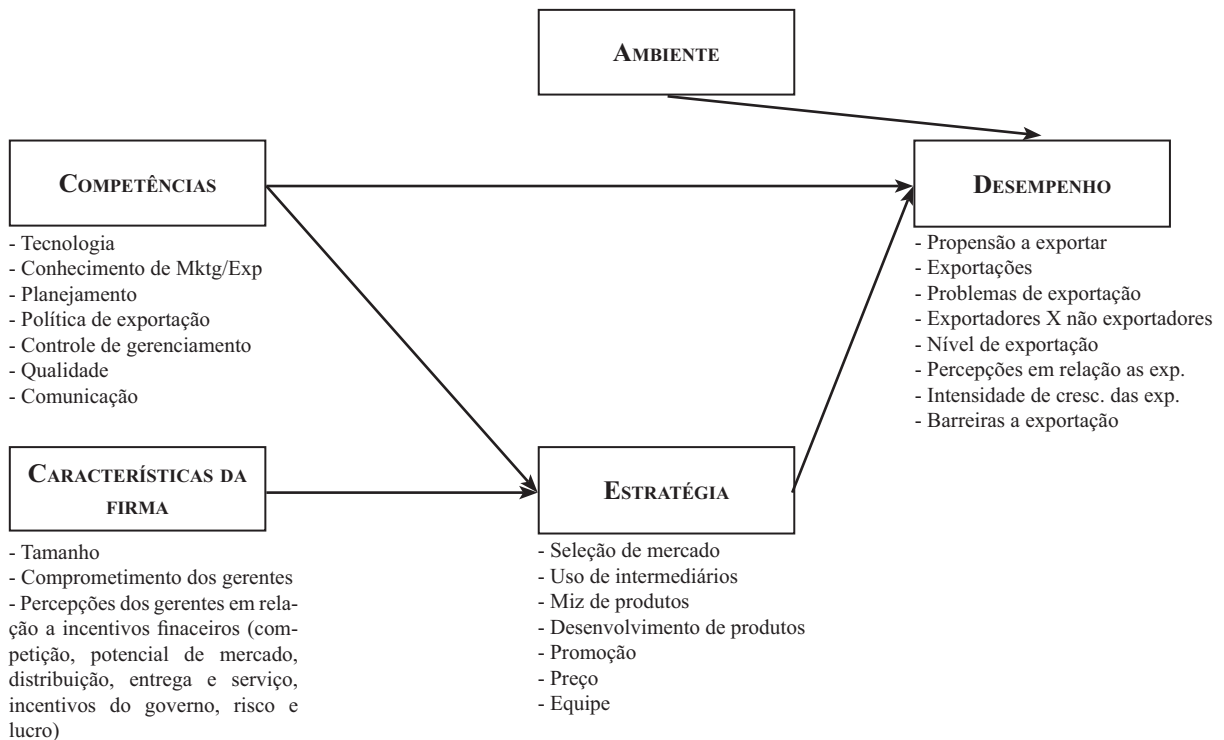 AMBIENTE
COMPETÊNCIAS
- Tecnologia
- Conhecimento de Mktg/Exp
- Planejamento
- Política de exportação
- Controle de gerenciamento
- Qualidade
- Comunicação
DESEMPENHO
- Propensão a exportar
- Exportações
- Problemas de exportação
- Exportadores X não exportadores
- Nível de exportação
- Percepções em relação as exp.
- Intensidade de cresc. das exp.
- Barreiras a exportação
CARACTERÍSTICAS DA
FIRMA
- Tamanho
- Comprometimento dos gerentes
- Percepções dos gerentes em rela-
ção a incentivos finaceiros (com-
petição, potencial de mercado,
distribuição, entrega e serviço,
incentivos do governo, risco e
lucro)
ESTRATÉGIA
- Seleção de mercado
- Uso de intermediários
- Miz de produtos
- Desenvolvimento de produtos
- Promoção
- Preço
- Equipe